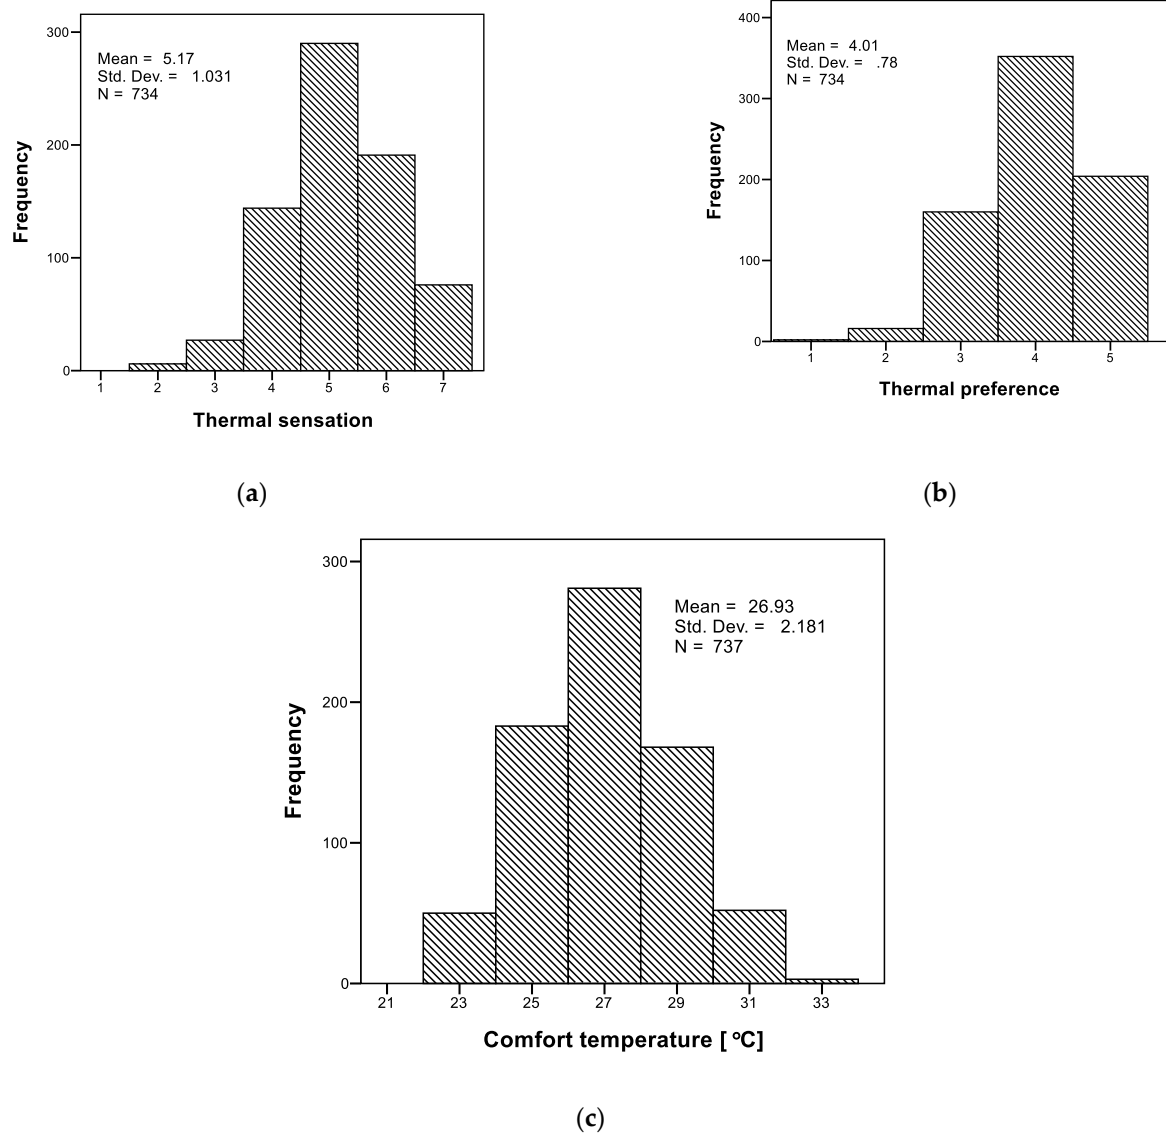 300
200
100
0
Frequency
Mean = 5.17
Std. Dev. = 1.031
N = 734
1 2 3 4 5 6 7
Thermal sensation
(a)
400
300
200
100
0
Frequency
Mean = 4.01
Std. Dev. = .78
N = 734
1 2 3 4 5
Thermal preference
(b)
300
200
100
0
Frequency
Mean = 26.93
Std. Dev. = 2.181
N = 737
21 23 25 27 29 31 33
Comfort temperature [ °C]
(c)